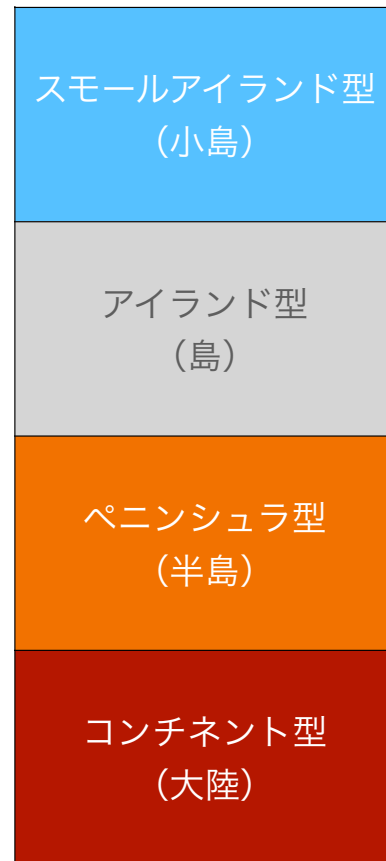 スモールアイランド型
（小島）
アイランド型
（島）
ペニンシュラ型
（半島）
コンチネント型
（大陸）